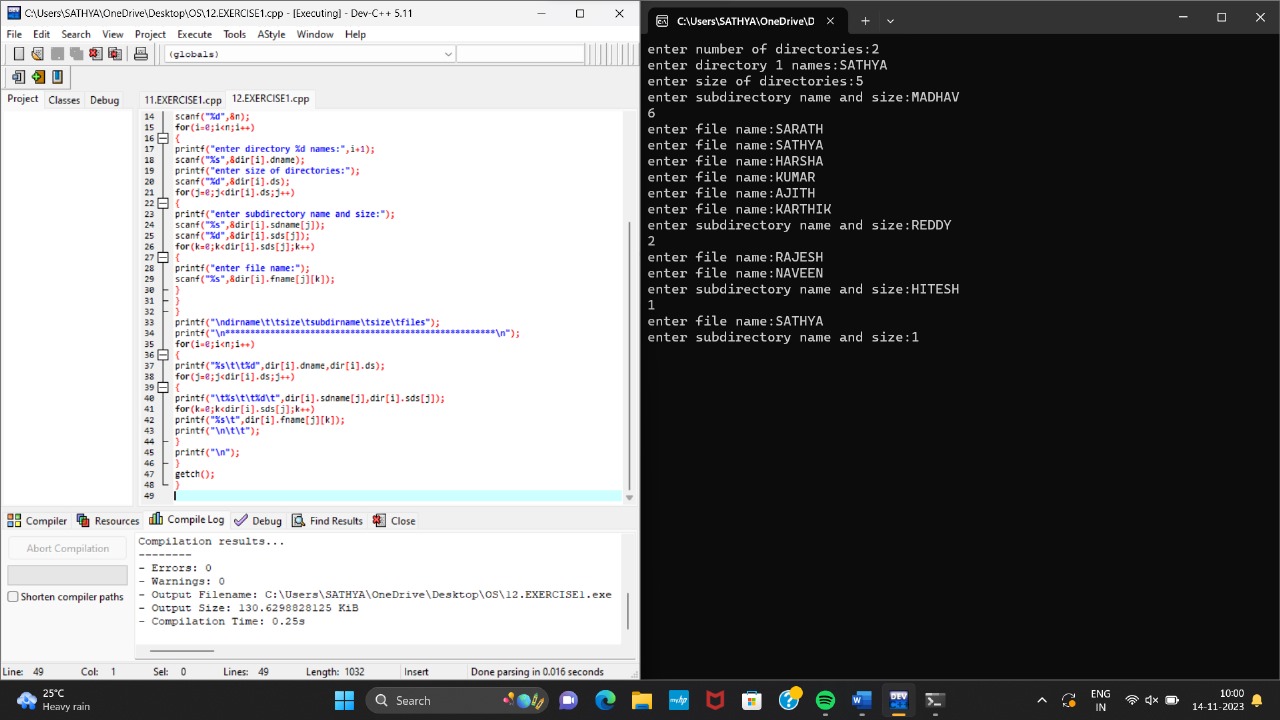 C:\Users\SATHYA\OneDrive\Desktop\OS\12.EXERCISE1.cpp - [Executing] - Dev-C++ 5.11
File Edit Search View Project Execute Tools AStyle Window Help
(globals)
Project Classes Debug
11.EXERCISE1.cpp 12.EXERCISE1.cpp
14 scanf("%d",&n);
15 for(i=0;i<n;i++)
16 {
17 printf("enter directory %d names:",i+1);
18 scanf("%s",&dir[i].dname);
19 printf("enter size of directories:");
20 scanf("%d",&dir[i].ds);
21 for(j=0;j<dir[i].ds;j++)
22 {
23 printf("enter subdirectory name and size:");
24 scanf("%s",&dir[i].sdname[j]);
25 scanf("%d",&dir[i].sds[j]);
26 for(k=0;k<dir[i].sds[j];k++)
27 {
28 printf("enter file name:");
29 scanf("%s",&dir[i].fname[j][k]);
30 }
31 }
32 }
33 printf("\ndirname\t\tsize\tsubdirname\tsize\tfiles");
34 printf("\n******************************************************\n");
35 for(i=0;i<n;i++)
36 {
37 printf("%s\t\t%d",dir[i].dname,dir[i].ds);
38 for(j=0;j<dir[i].ds;j++)
39 {
40 printf("\t%s\t\t%d\t",dir[i].sdname[j],dir[i].sds[j]);
41 for(k=0;k<dir[i].sds[j];k++)
42 printf("%s\t",dir[i].fname[j][k]);
43 printf("\n\t\t");
44 }
45 printf("\n");
46 }
47 getch();
48 }
49
Compiler Resources Compile Log Debug Find Results Close
Abort Compilation
Shorten compiler paths
Compilation results...
--------
- Errors: 0
- Warnings: 0
- Output Filename: C:\Users\SATHYA\OneDrive\Desktop\OS\12.EXERCISE1.exe
- Output Size: 130.6298828125 KiB
- Compilation Time: 0.25s
Line: 49 Col: 1 Sel: 0 Lines: 49 Length: 1032 Insert Done parsing in 0.016 seconds
C:\Users\SATHYA\OneDrive\D
enter number of directories:2
enter directory 1 names:SATHYA
enter size of directories:5
enter subdirectory name and size:MADHAV
6
enter file name:SARATH
enter file name:SATHYA
enter file name:HARSHA
enter file name:KUMAR
enter file name:AJITH
enter file name:KARTHIK
enter subdirectory name and size:REDDY
2
enter file name:RAJESH
enter file name:NAVEEN
enter subdirectory name and size:HITESH
1
enter file name:SATHYA
enter subdirectory name and size:1
25°C
Heavy rain
Search
myhp
DEV
W
ENG
IN
10:00
14-11-2023